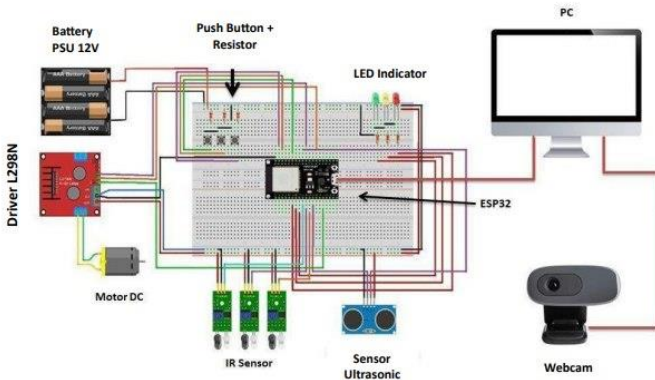 Battery
PSU 12V
Push Button +
Resistor
PC
LED Indicator
Driver L298N
ESP32
Motor DC
IR Sensor
Sensor
Ultrasonic
Webcam